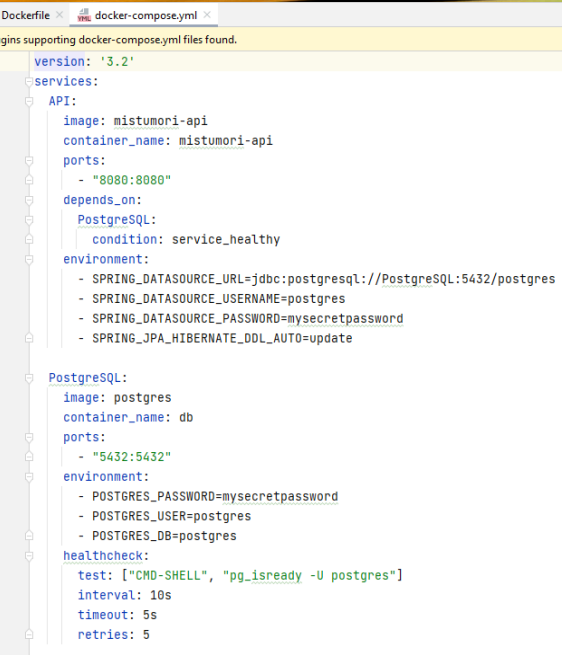 Dockerfile
docker-compose.yml
gins supporting docker-compose.yml files found.
version: '3.2'
services:
  API:
    image: mistumori-api
    container_name: mistumori-api
    ports:
      - "8080:8080"
    depends_on:
      PostgreSQL:
        condition: service_healthy
    environment:
      - SPRING_DATASOURCE_URL=jdbc:postgresql://PostgreSQL:5432/postgres
      - SPRING_DATASOURCE_USERNAME=postgres
      - SPRING_DATASOURCE_PASSWORD=mysecretpassword
      - SPRING_JPA_HIBERNATE_DDL_AUTO=update
  PostgreSQL:
    image: postgres
    container_name: db
    ports:
      - "5432:5432"
    environment:
      - POSTGRES_PASSWORD=mysecretpassword
      - POSTGRES_USER=postgres
      - POSTGRES_DB=postgres
    healthcheck:
      test: ["CMD-SHELL", "pg_isready -U postgres"]
      interval: 10s
      timeout: 5s
      retries: 5